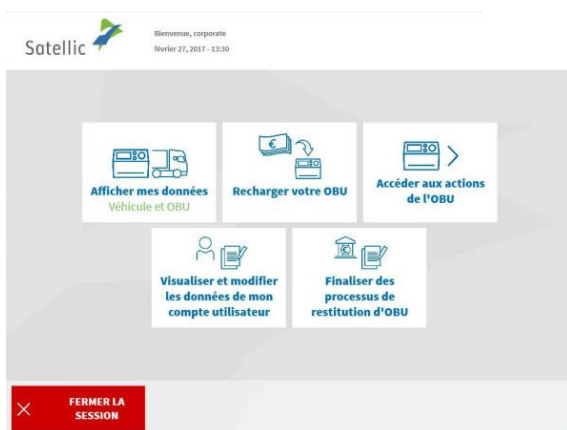 Satellic
Bienvenue, corporate
février 27, 2017 - 13:30
Afficher mes données
Véhicule et OBU
Recharger votre OBU
Accéder aux actions
de l'OBU
Visualiser et modifier
les données de mon
compte utilisateur
Finaliser des
processus de
restitution d'OBU
FERMER LA
SESSION